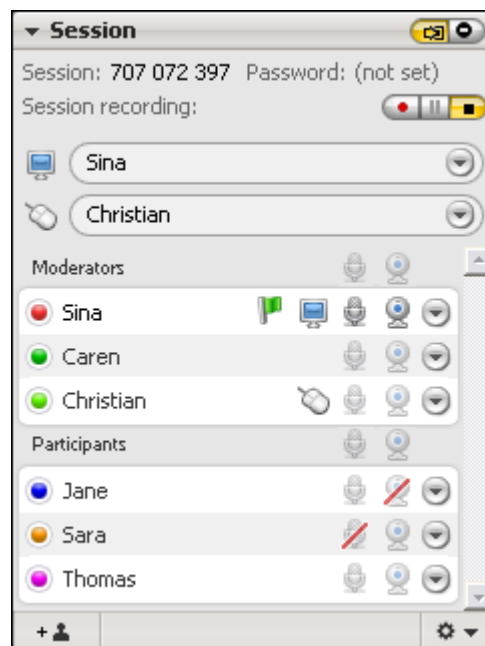 Session
Session: 707 072 397 Password: (not set)
Session recording:
Sina
Christian
Moderators
Sina
Caren
Christian
Participants
Jane
Sara
Thomas